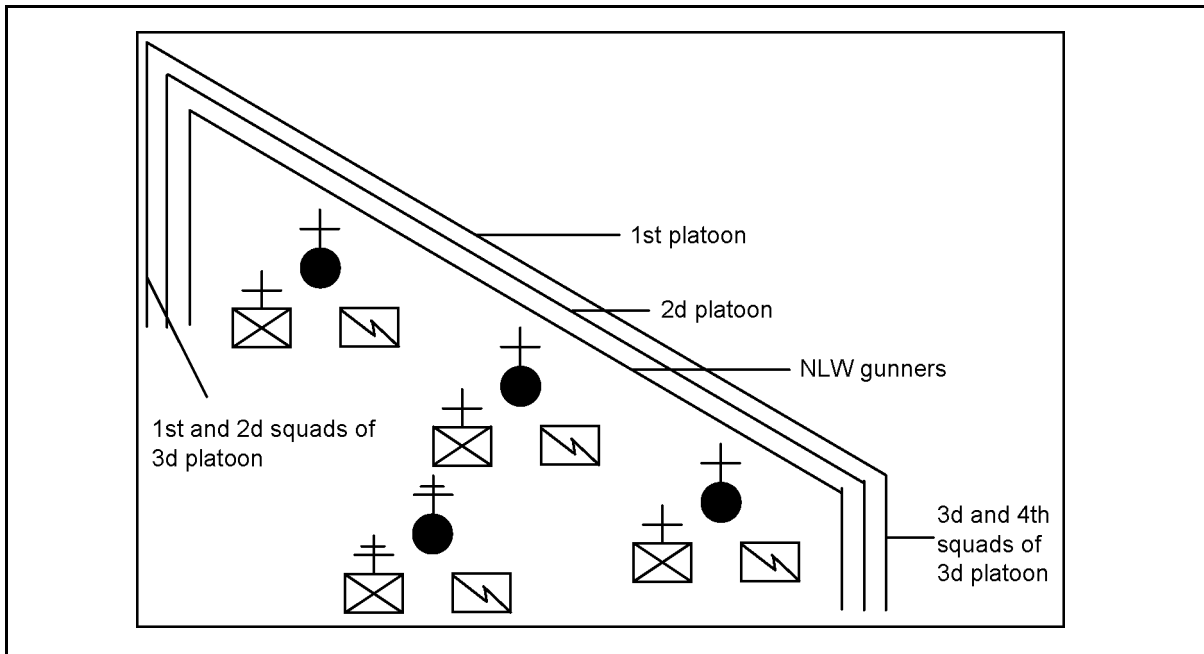 1st platoon
2d platoon
NLW gunners
1st and 2d squads of
3d platoon
3d and 4th
squads of
3d platoon